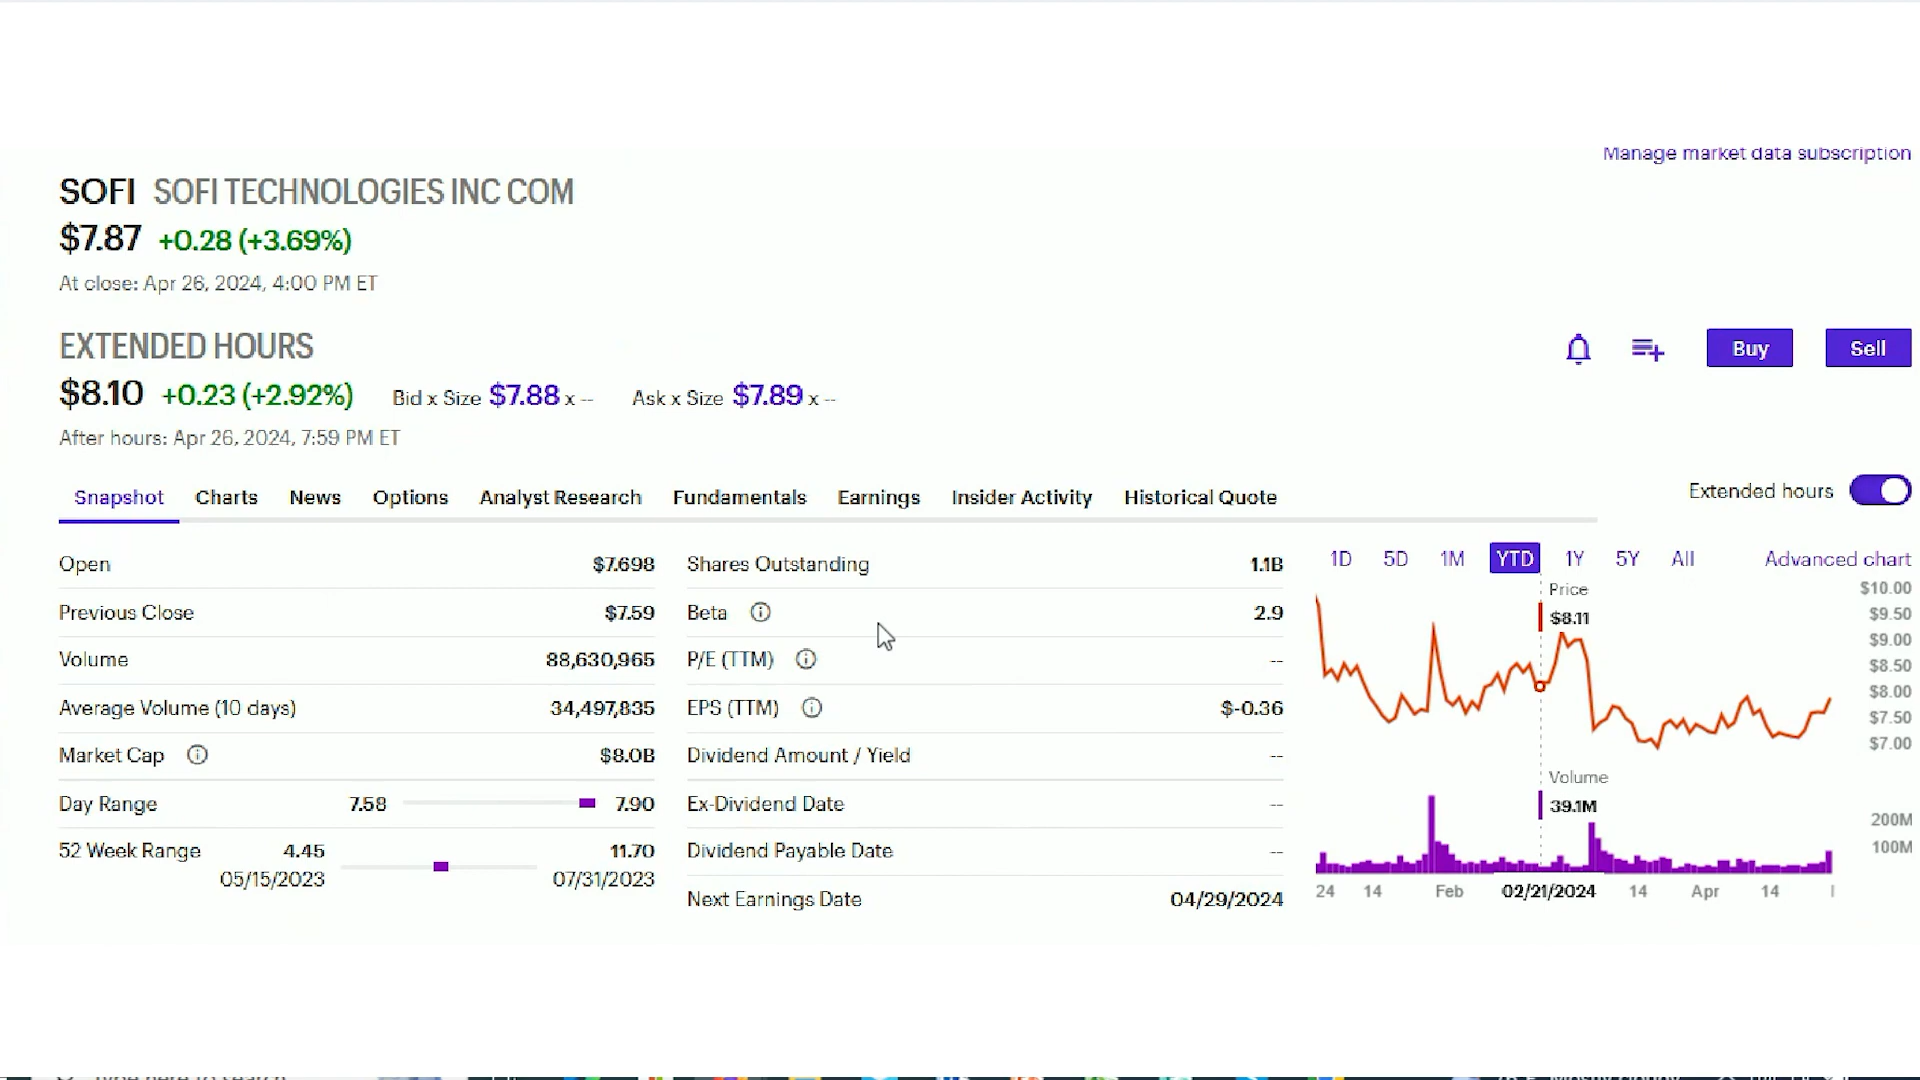 Manage market data subscription
SOFI SOFI TECHNOLOGIES INC COM
$7.87 +0.28 (+3.69%)
At close: Apr 26, 2024, 4:00 PM ET
EXTENDED HOURS
Buy Sell
$8.10 +0.23 (+2.92%) Bid x Size $7.88 x -- Ask x Size $7.89 x --
After hours: Apr 26, 2024, 7:59 PM ET
Snapshot Charts News Options Analyst Research Fundamentals Earnings Insider Activity Historical Quote
Extended hours
Open $7.698
Previous Close $7.59
Volume 88,630,965
Average Volume (10 days) 34,497,835
Market Cap $8.0B
Day Range 7.58 7.90
52 Week Range 4.45 11.70
05/15/2023 07/31/2023
Shares Outstanding 1.1B
Beta 2.9
P/E (TTM) --
EPS (TTM) $-0.36
Dividend Amount / Yield --
Ex-Dividend Date --
Dividend Payable Date --
Next Earnings Date 04/29/2024
1D 5D 1M YTD 1Y 5Y All Advanced chart
Price
$8.11
$10.00
$9.50
$9.00
$8.50
$8.00
$7.50
$7.00
Volume
39.1M
200M
100M
24 14 Feb 02/21/2024 14 Apr 14